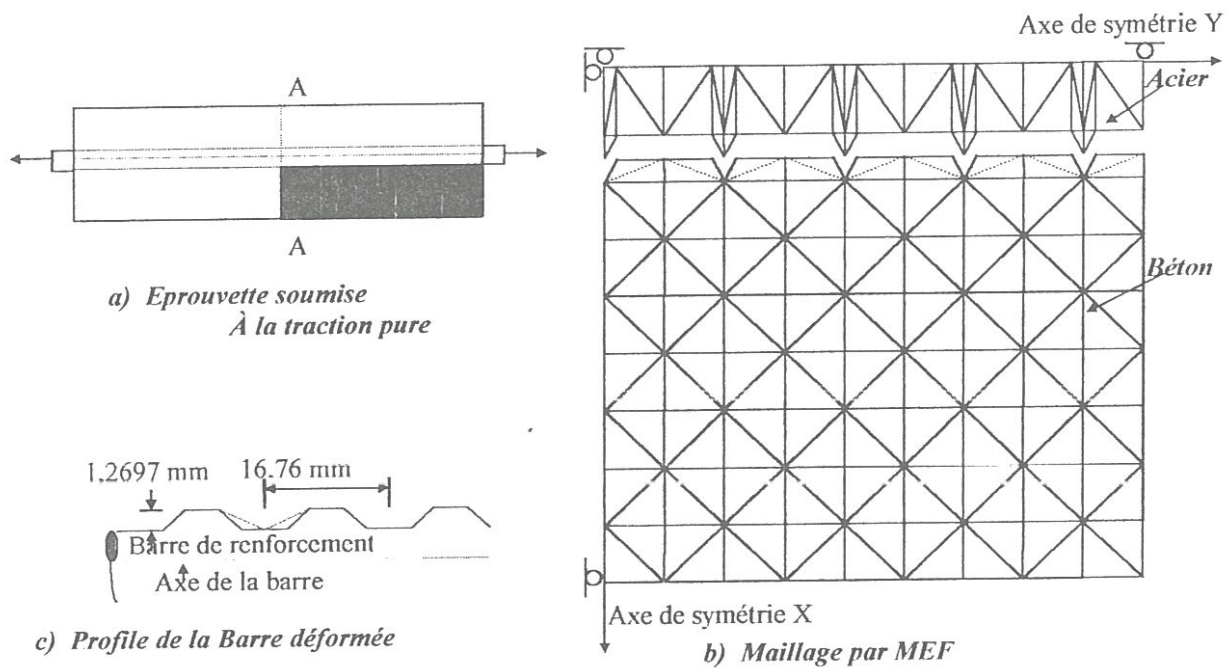 A
A
a) Eprouvette soumise
À la traction pure
1.2697 mm
16.76 mm
Barre de renforcement
Axe de la barre
c) Profile de la Barre déformée
Axe de symétrie Y
Acier
Béton
Axe de symétrie X
b) Maillage par MEF